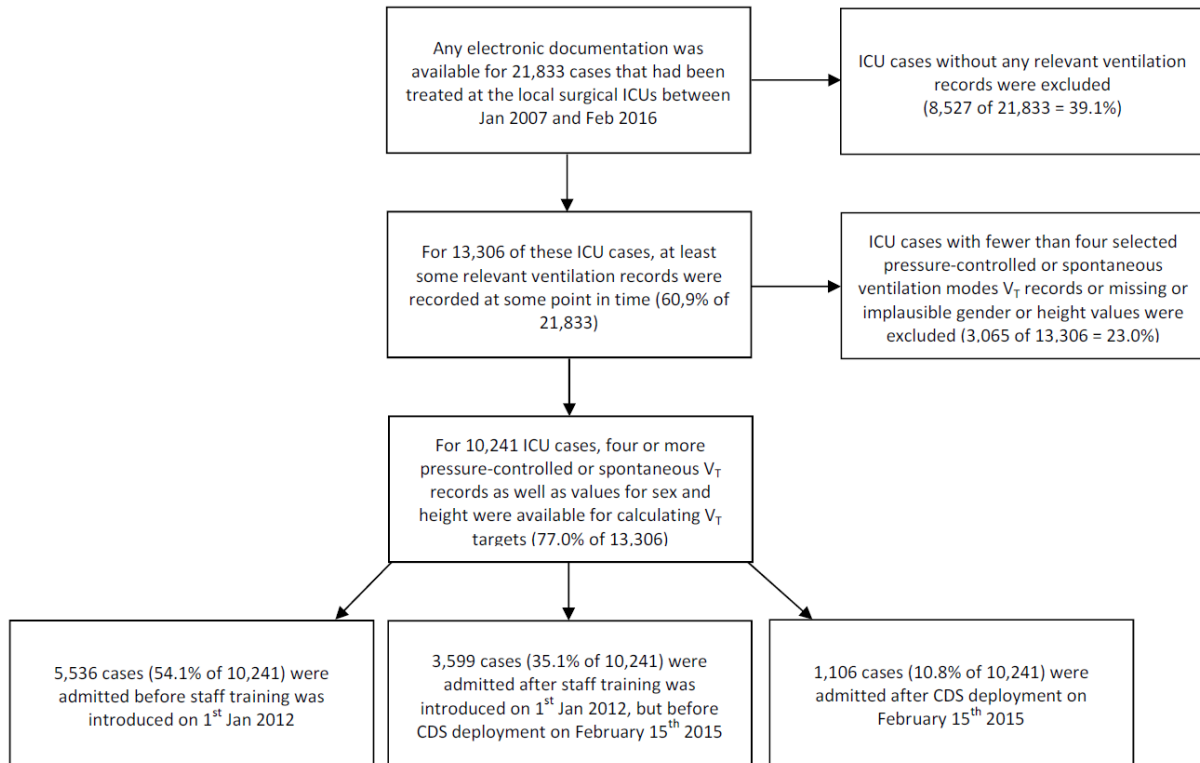 Any electronic documentation was
available for 21,833 cases that had been
treated at the local surgical ICUs between
Jan 2007 and Feb 2016
ICU cases without any relevant ventilation
records were excluded
(8,527 of 21,833 = 39.1%)
For 13,306 of these ICU cases, at least
some relevant ventilation records were
recorded at some point in time (60,9% of
21,833)
ICU cases with fewer than four selected
pressure-controlled or spontaneous
ventilation modes V_T records or missing or
implausible gender or height values were
excluded (3,065 of 13,306 = 23.0%)
For 10,241 ICU cases, four or more
pressure-controlled or spontaneous V_T
records as well as values for sex and
height were available for calculating V_T
targets (77.0% of 13,306)
5,536 cases (54.1% of 10,241) were
admitted before staff training was
introduced on 1st Jan 2012
3,599 cases (35.1% of 10,241) were
admitted after staff training was
introduced on 1st Jan 2012, but before
CDS deployment on February 15th 2015
1,106 cases (10.8% of 10,241) were
admitted after CDS deployment on
February 15th 2015